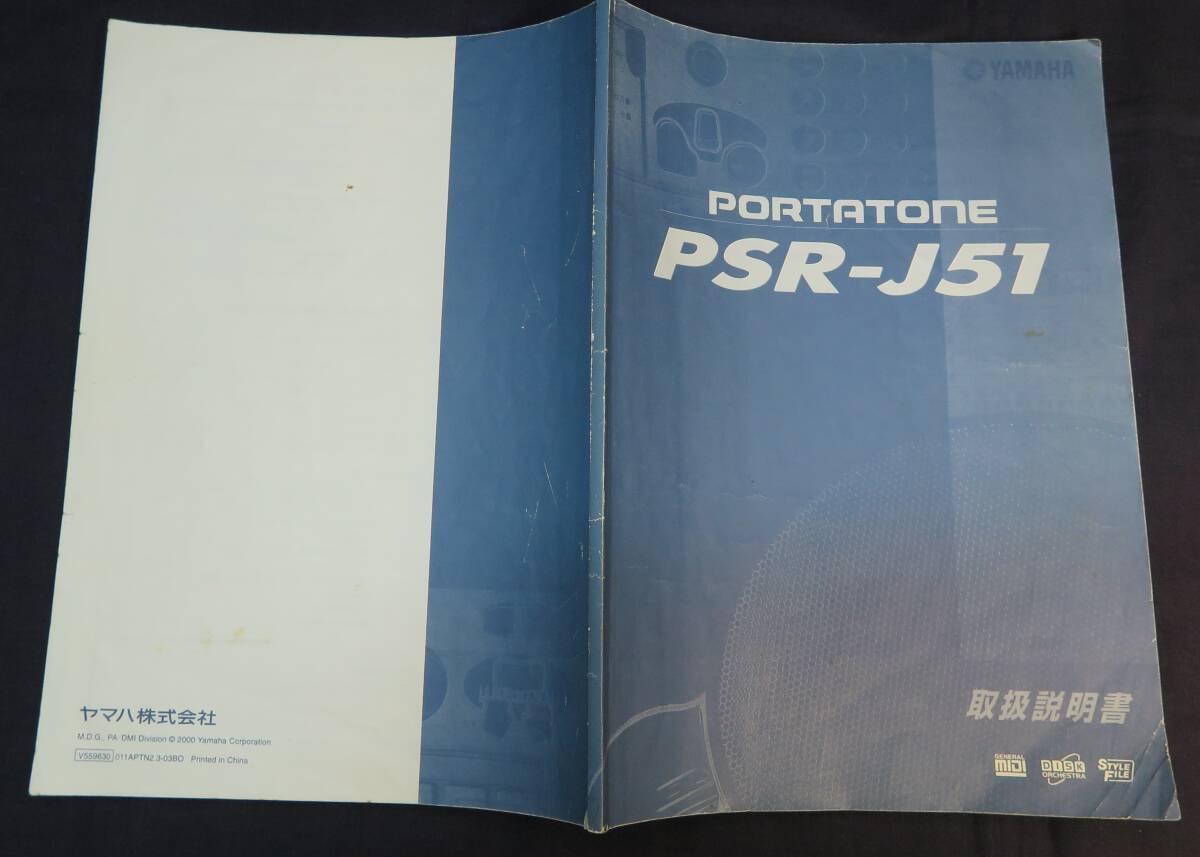 YAMAHA
PORTATONE
PSR-J51
取扱説明書
GENERAL
MIDI
DISK
ORCHESTRA
STYLE
FILE
ヤマハ株式会社
M.D.G., PA・DMI Division © 2000 Yamaha Corporation
V559630 011APTN2.3-03B0 Printed in China